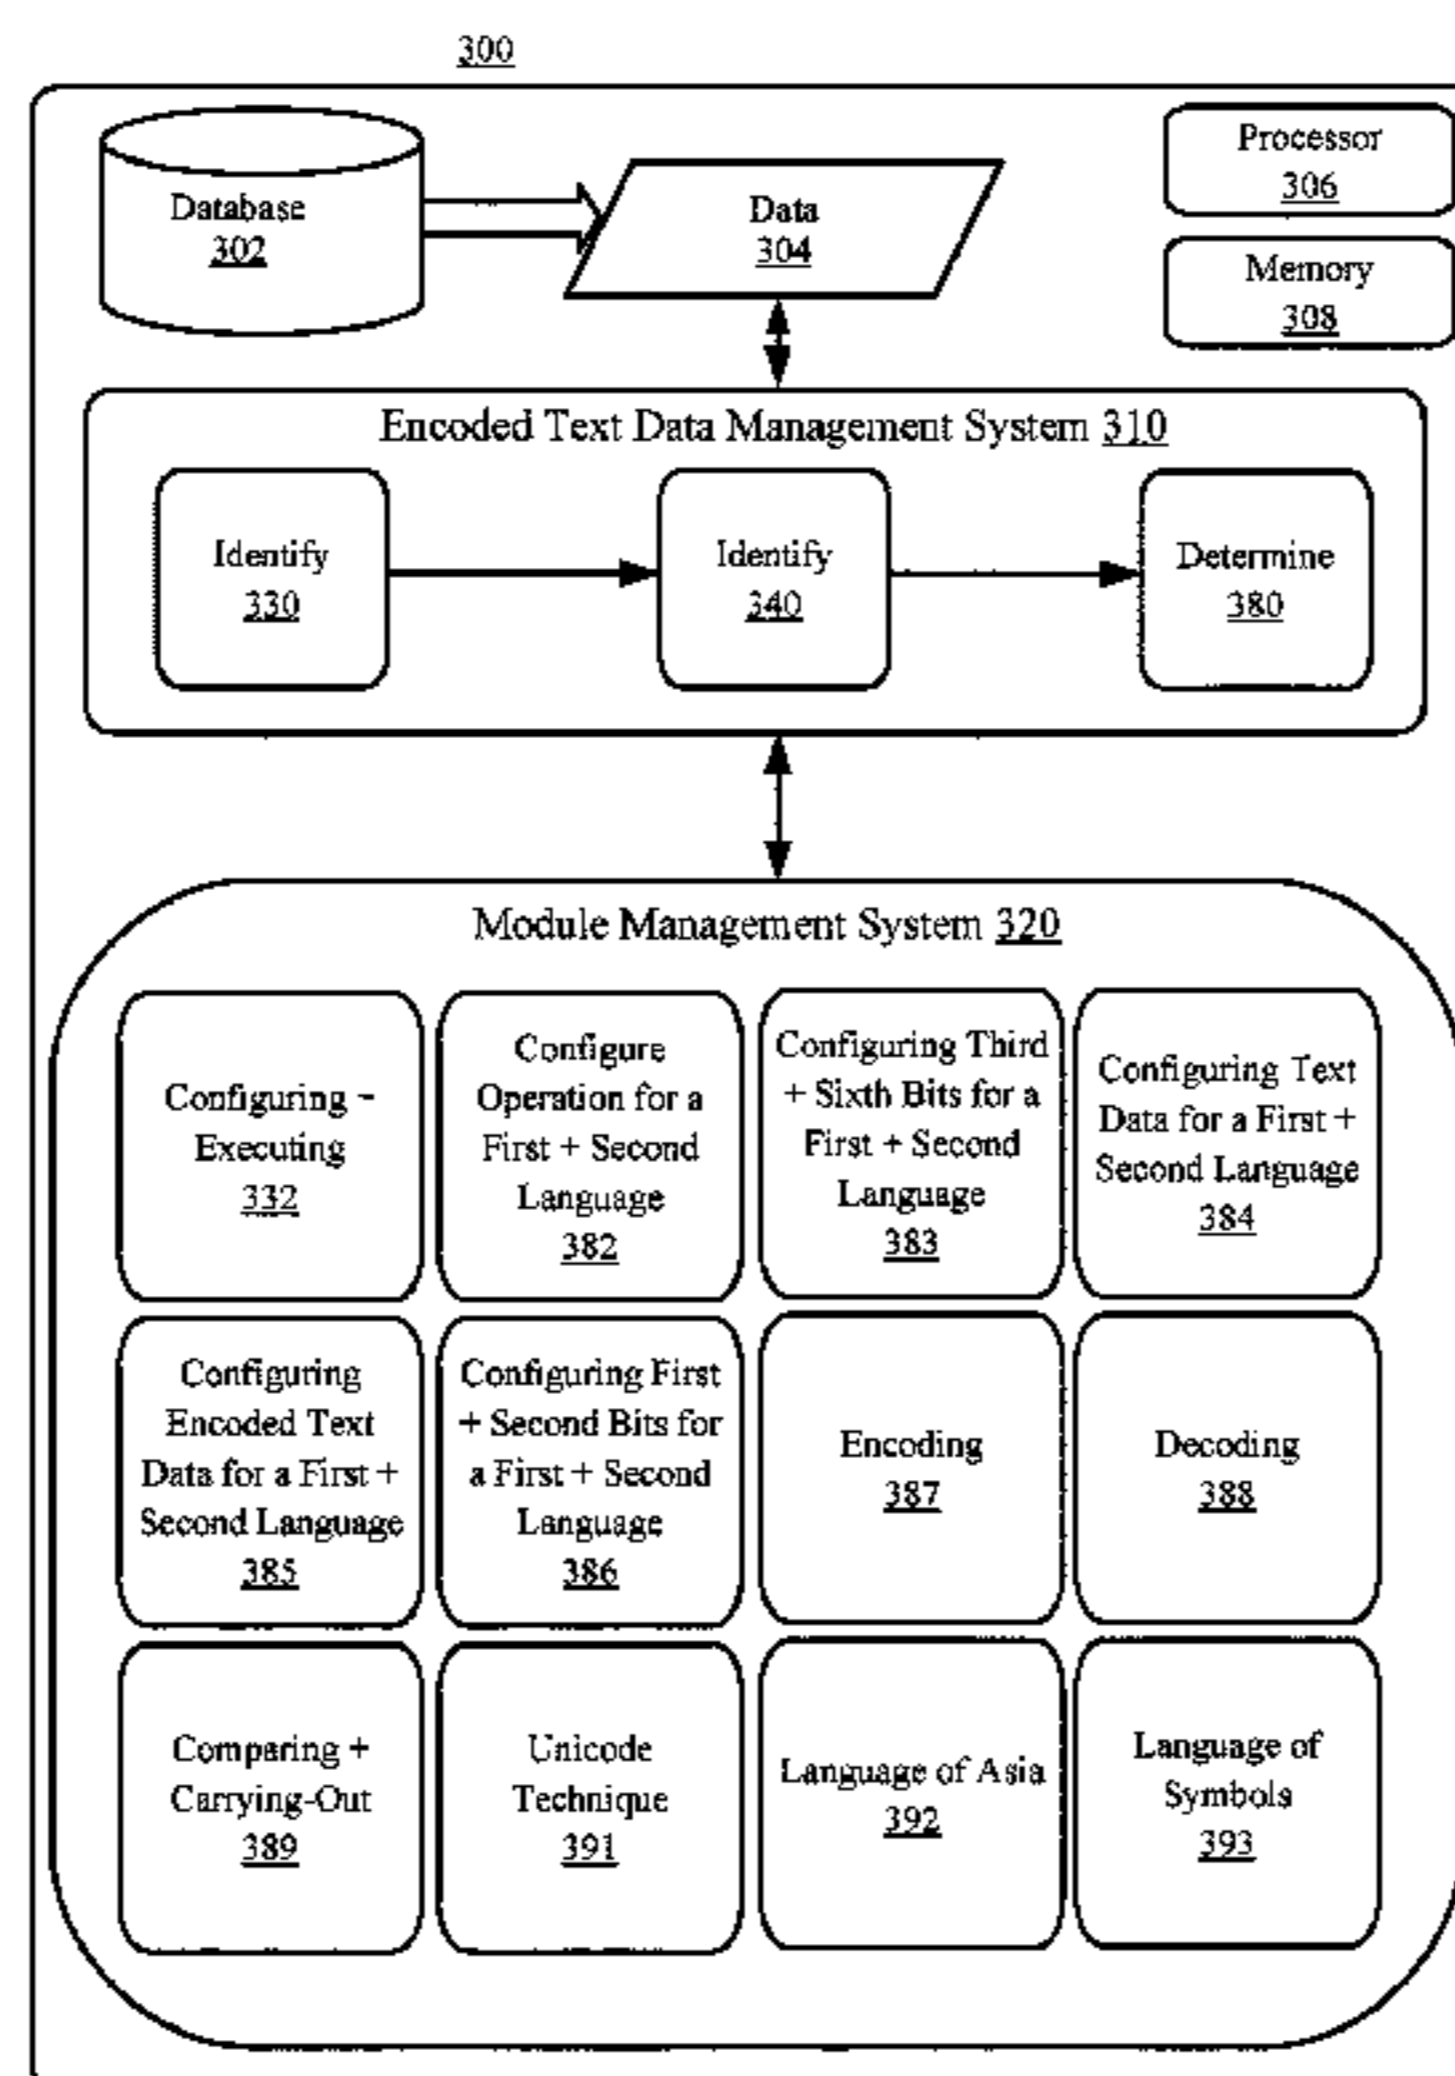 300
Database
302
Data
304
Processor
306
Memory
308
Encoded Text Data Management System 310
Identify
330
Identify
340
Determine
380
Module Management System 320
Configuring -
Executing
332
Configure
Operation for a
First + Second
Language
382
Configuring Third
+ Sixth Bits for a
First + Second
Language
383
Configuring Text
Data for a First +
Second Language
384
Configuring
Encoded Text
Data for a First +
Second Language
385
Configuring First
+ Second Bits for
a First + Second
Language
386
Encoding
387
Decoding
388
Comparing +
Carrying-Out
389
Unicode
Technique
391
Language of Asia
392
Language of
Symbols
393